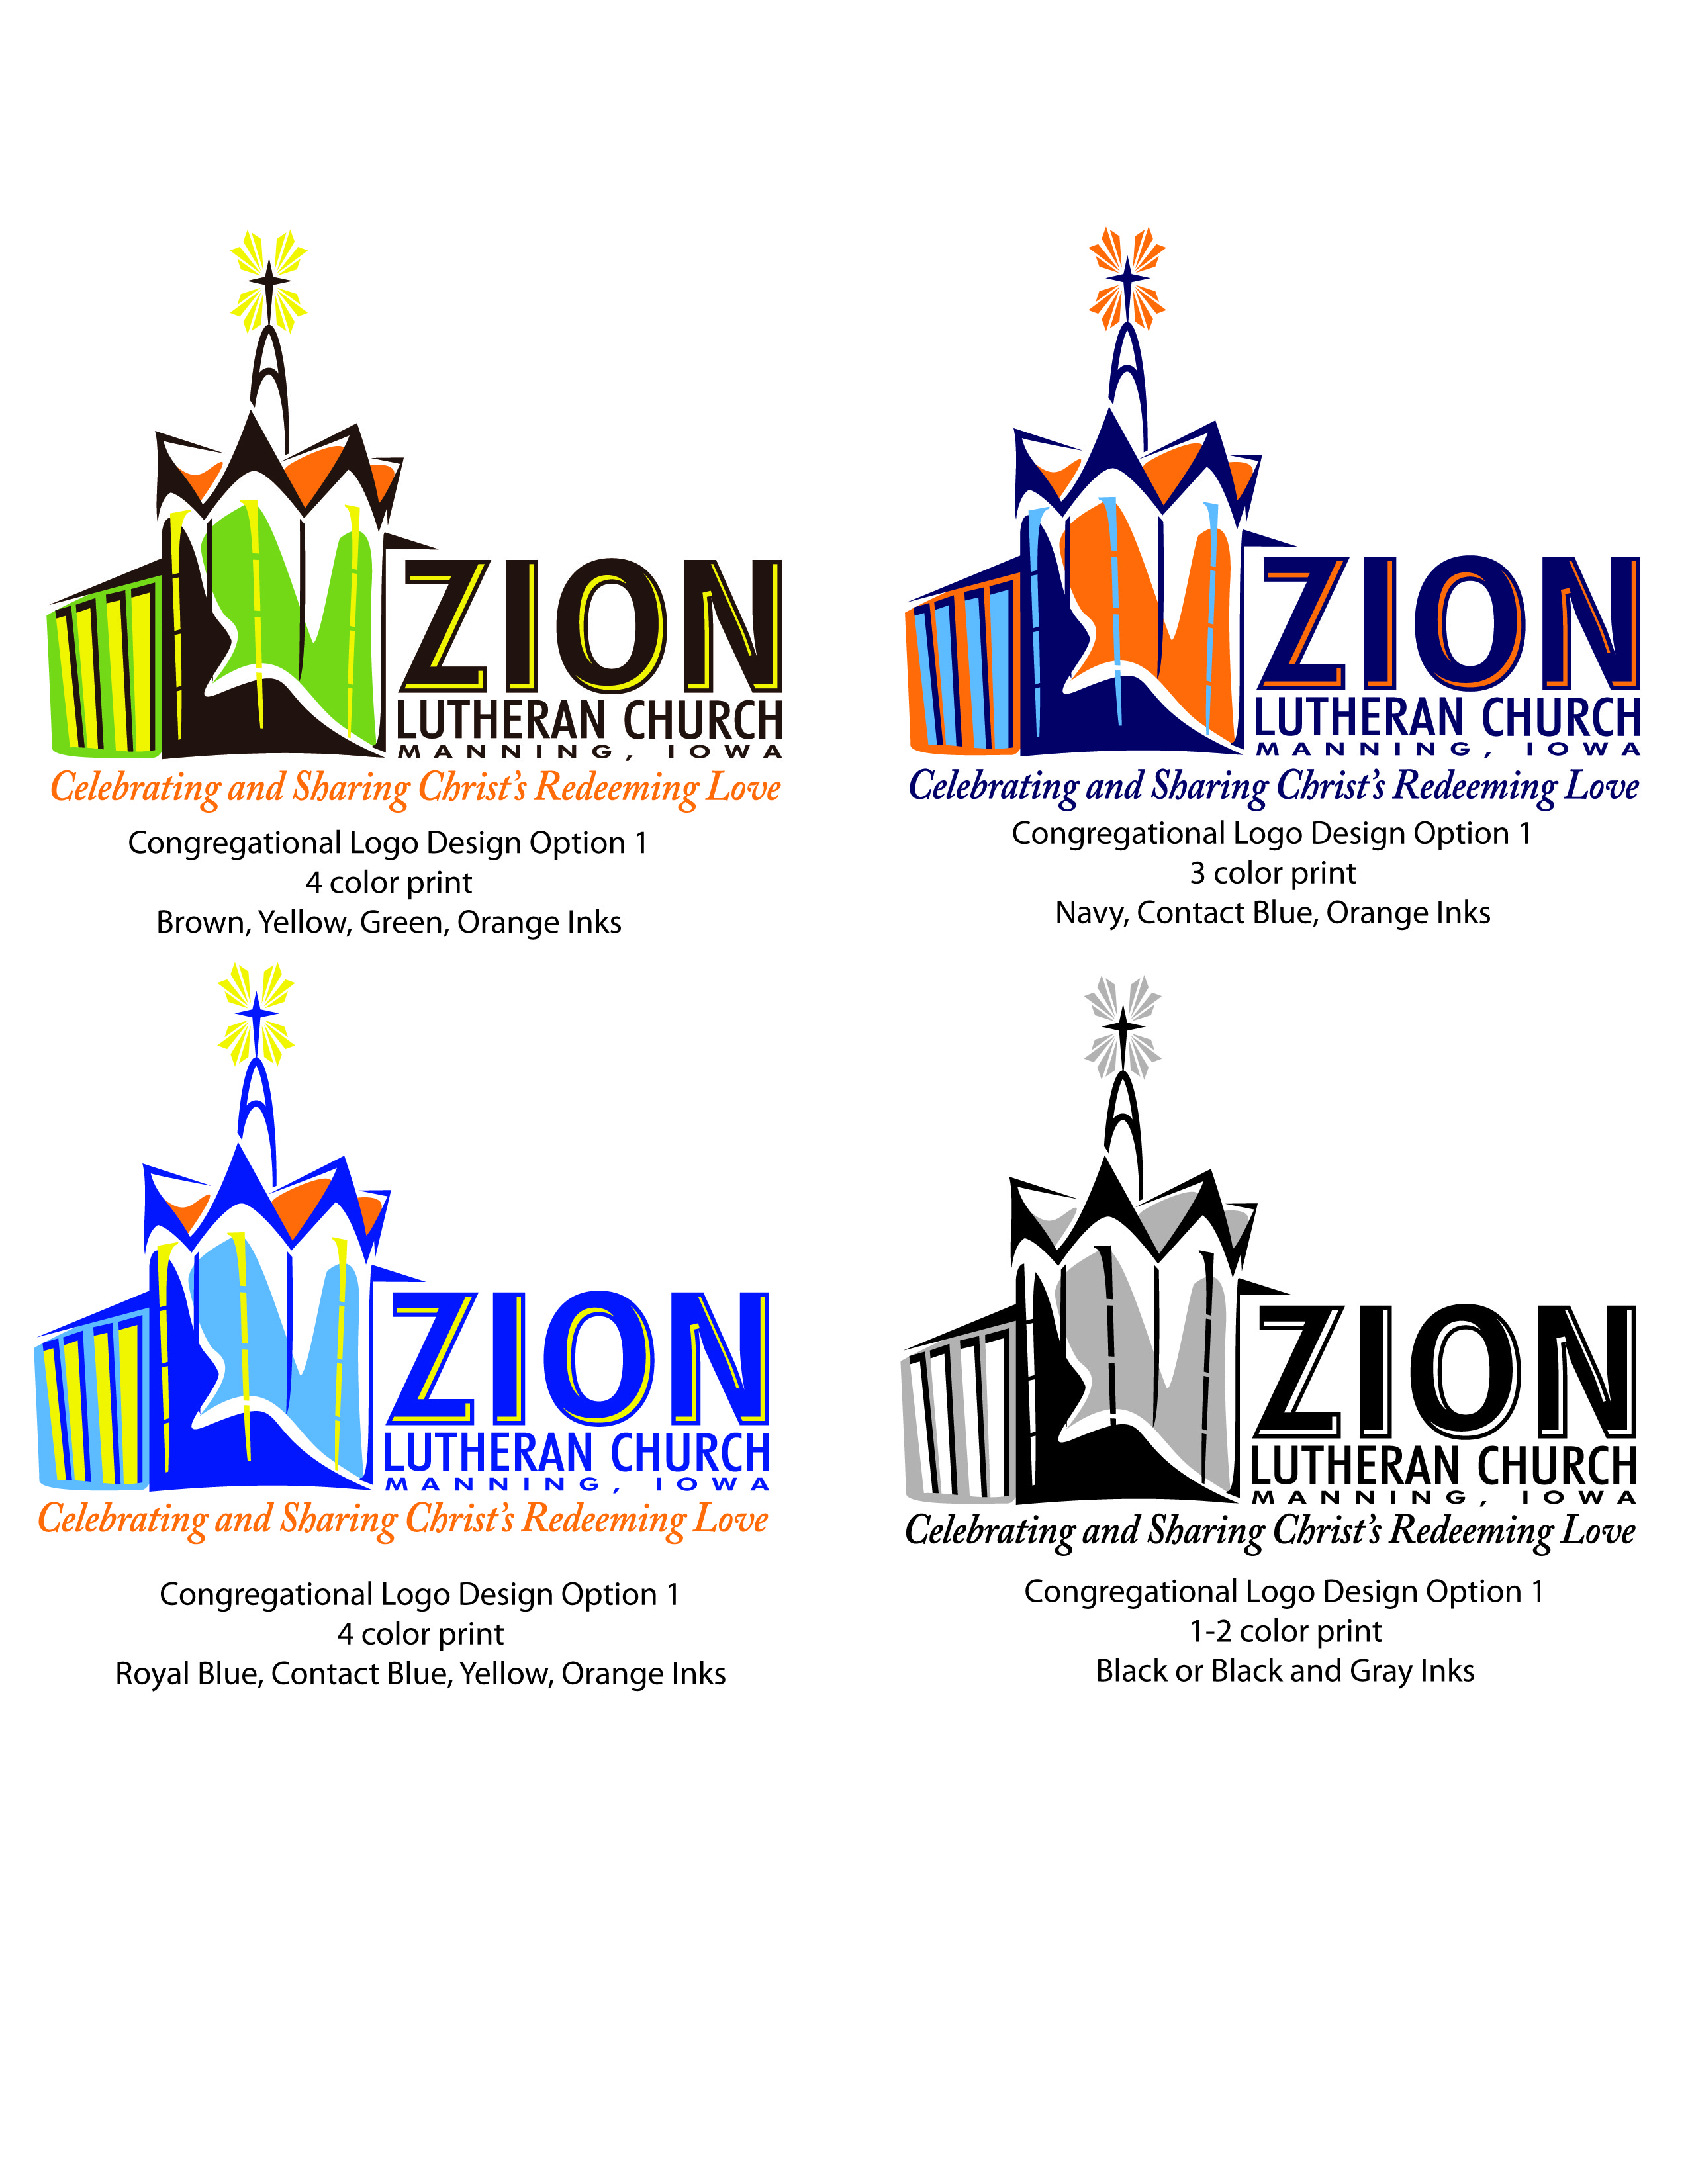 ZION
LUTHERAN CHURCH
MANNING, IOWA
Celebrating and Sharing Christ's Redeeming Love
Congregational Logo Design Option 1
4 color print
Brown, Yellow, Green, Orange Inks
ZION
LUTHERAN CHURCH
MANNING, IOWA
Celebrating and Sharing Christ's Redeeming Love
Congregational Logo Design Option 1
3 color print
Navy, Contact Blue, Orange Inks
ZION
LUTHERAN CHURCH
MANNING, IOWA
Celebrating and Sharing Christ's Redeeming Love
Congregational Logo Design Option 1
4 color print
Royal Blue, Contact Blue, Yellow, Orange Inks
ZION
LUTHERAN CHURCH
MANNING, IOWA
Celebrating and Sharing Christ's Redeeming Love
Congregational Logo Design Option 1
1-2 color print
Black or Black and Gray Inks